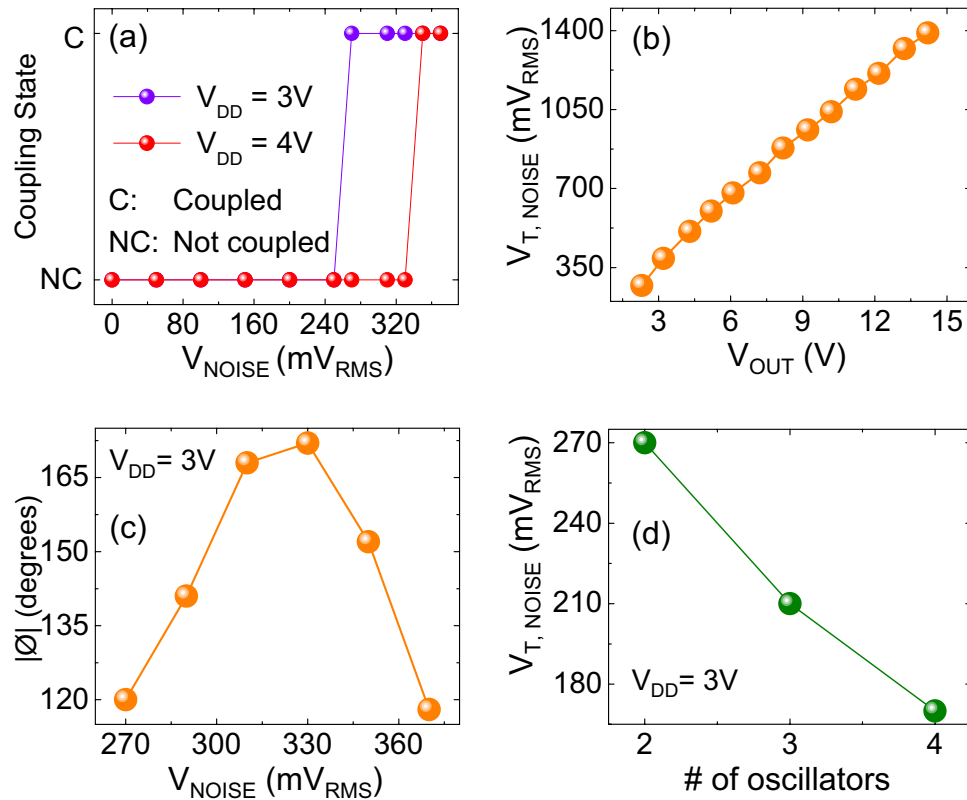 (a)
C
V_DD = 3V
V_DD = 4V
C: Coupled
NC: Not coupled
NC
Coupling State
0 80 160 240 320
V_NOISE (mV_RMS)
(b)
1400
1050
700
350
V_T, NOISE (mV_RMS)
3 6 9 12 15
V_OUT (V)
V_DD = 3V
(c)
165
150
135
120
|Ø| (degrees)
270 300 330 360
V_NOISE (mV_RMS)
270
240
210
180
V_T, NOISE (mV_RMS)
(d)
V_DD= 3V
2 3 4
# of oscillators